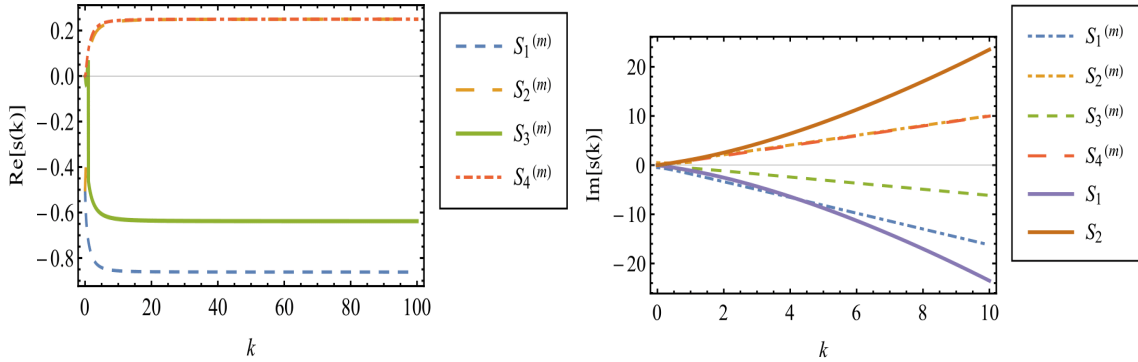 0.2
0.0
−0.2
−0.4
−0.6
−0.8
Re[s(k)]
0 20 40 60 80 100
k
S₁⁽ᵐ⁾
S₂⁽ᵐ⁾
S₃⁽ᵐ⁾
S₄⁽ᵐ⁾
20
10
0
−10
−20
Im[s(k)]
0 2 4 6 8 10
k
S₁⁽ᵐ⁾
S₂⁽ᵐ⁾
S₃⁽ᵐ⁾
S₄⁽ᵐ⁾
S₁
S₂